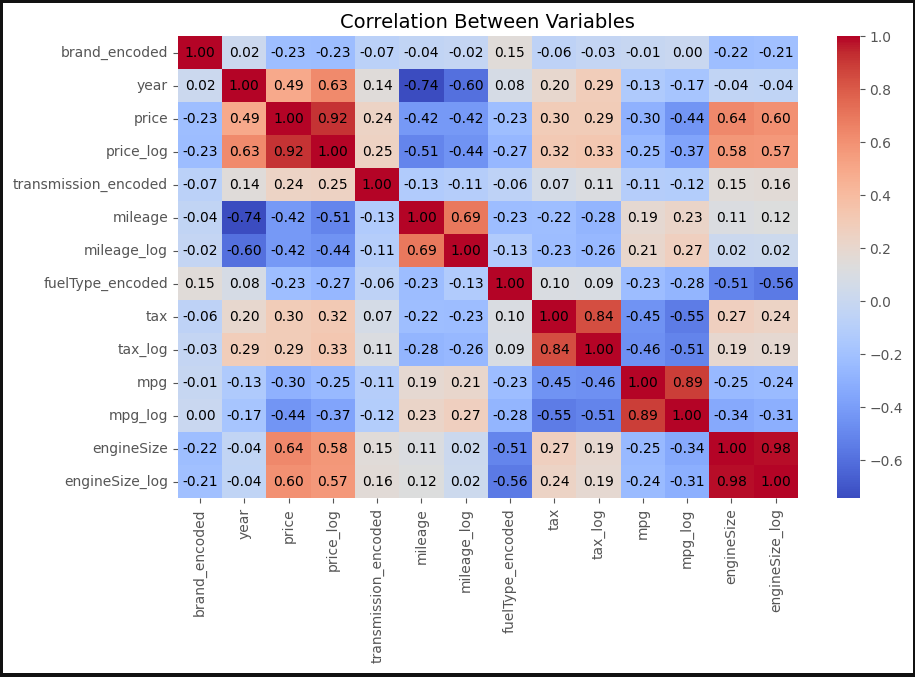 Correlation Between Variables
brand_encoded 1.00 0.02 -0.23 -0.23 -0.07 -0.04 -0.02 0.15 -0.06 -0.03 -0.01 0.00 -0.22 -0.21
year 0.02 1.00 0.49 0.63 0.14 -0.74 -0.60 0.08 0.20 0.29 -0.13 -0.17 -0.04 -0.04
price -0.23 0.49 1.00 0.92 0.24 -0.42 -0.42 -0.23 0.30 0.29 -0.30 -0.44 0.64 0.60
price_log -0.23 0.63 0.92 1.00 0.25 -0.51 -0.44 -0.27 0.32 0.33 -0.25 -0.37 0.58 0.57
transmission_encoded -0.07 0.14 0.24 0.25 1.00 -0.13 -0.11 -0.06 0.07 0.11 -0.11 -0.12 0.15 0.16
mileage -0.04 -0.74 -0.42 -0.51 -0.13 1.00 0.69 -0.23 -0.22 -0.28 0.19 0.23 0.11 0.12
mileage_log -0.02 -0.60 -0.42 -0.44 -0.11 0.69 1.00 -0.13 -0.23 -0.26 0.21 0.27 0.02 0.02
fuelType_encoded 0.15 0.08 -0.23 -0.27 -0.06 -0.23 -0.13 1.00 0.10 0.09 -0.23 -0.28 -0.51 -0.56
tax -0.06 0.20 0.30 0.32 0.07 -0.22 -0.23 0.10 1.00 0.84 -0.45 -0.55 0.27 0.24
tax_log -0.03 0.29 0.29 0.33 0.11 -0.28 -0.26 0.09 0.84 1.00 -0.46 -0.51 0.19 0.19
mpg -0.01 -0.13 -0.30 -0.25 -0.11 0.19 0.21 -0.23 -0.45 -0.46 1.00 0.89 -0.25 -0.24
mpg_log 0.00 -0.17 -0.44 -0.37 -0.12 0.23 0.27 -0.28 -0.55 -0.51 0.89 1.00 -0.34 -0.31
engineSize -0.22 -0.04 0.64 0.58 0.15 0.11 0.02 -0.51 0.27 0.19 -0.25 -0.34 1.00 0.98
engineSize_log -0.21 -0.04 0.60 0.57 0.16 0.12 0.02 -0.56 0.24 0.19 -0.24 -0.31 0.98 1.00
brand_encoded
year
price
price_log
transmission_encoded
mileage
mileage_log
fuelType_encoded
tax
tax_log
mpg
mpg_log
engineSize
engineSize_log
1.0
0.8
0.6
0.4
0.2
0.0
−0.2
−0.4
−0.6